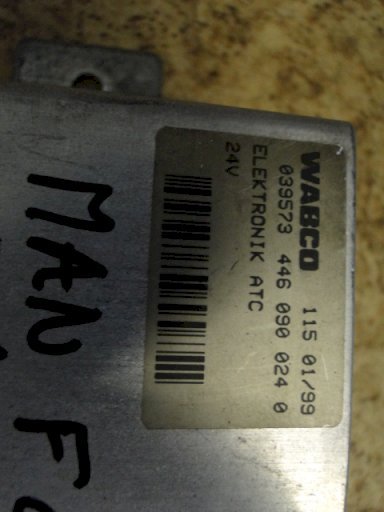 WABCO 115 01/99
039573 446 090 024 0
ELEKTRONIK ATC
24V
MAN F